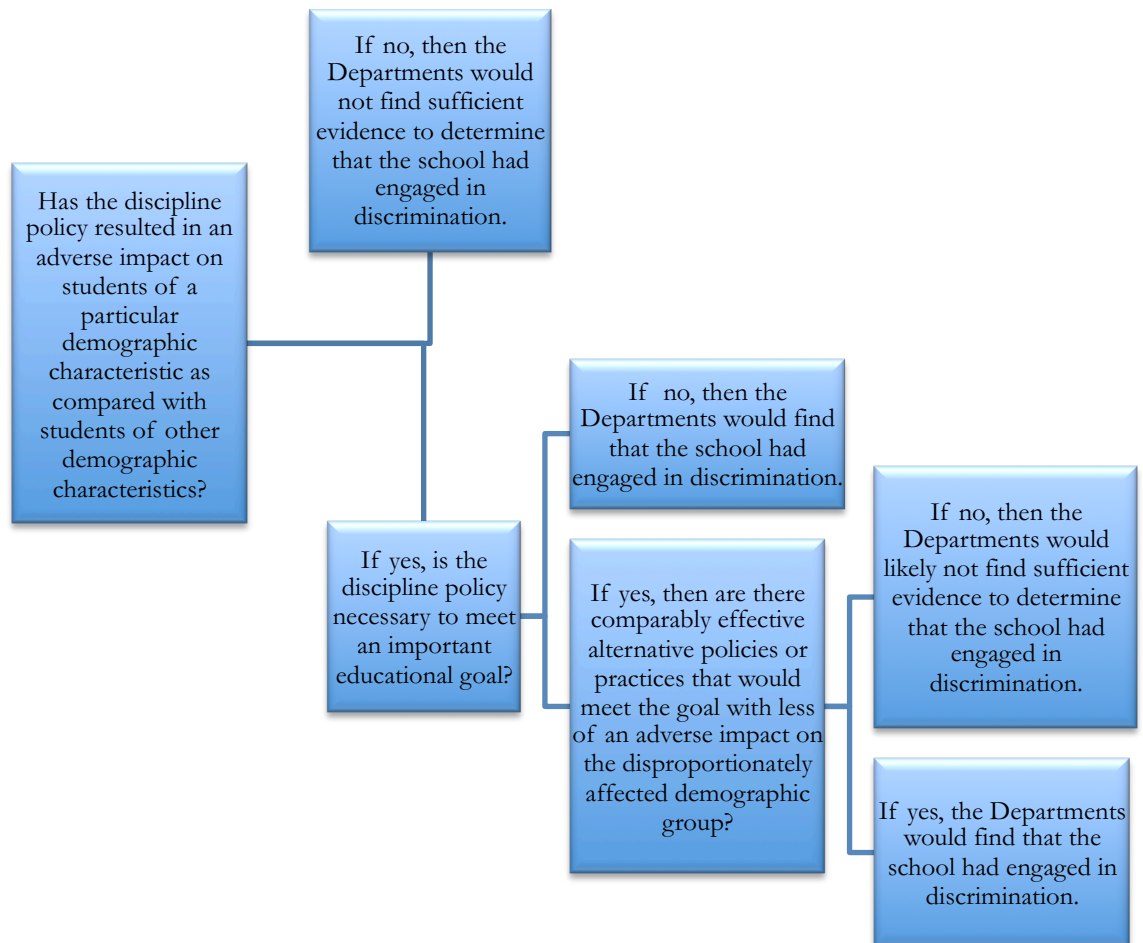 Has the discipline
policy resulted in an
adverse impact on
students of a
particular
demographic
characteristic as
compared with
students of other
demographic
characteristics?
If no, then the
Departments would
not find sufficient
evidence to determine
that the school had
engaged in
discrimination.
If yes, is the
discipline policy
necessary to meet
an important
educational goal?
If no, then the
Departments would find
that the school had
engaged in discrimination.
If yes, then are there
comparably effective
alternative policies or
practices that would
meet the goal with less
of an adverse impact on
the disproportionately
affected demographic
group?
If no, then the
Departments would
likely not find sufficient
evidence to determine
that the school had
engaged in
discrimination.
If yes, the Departments
would find that the
school had engaged in
discrimination.